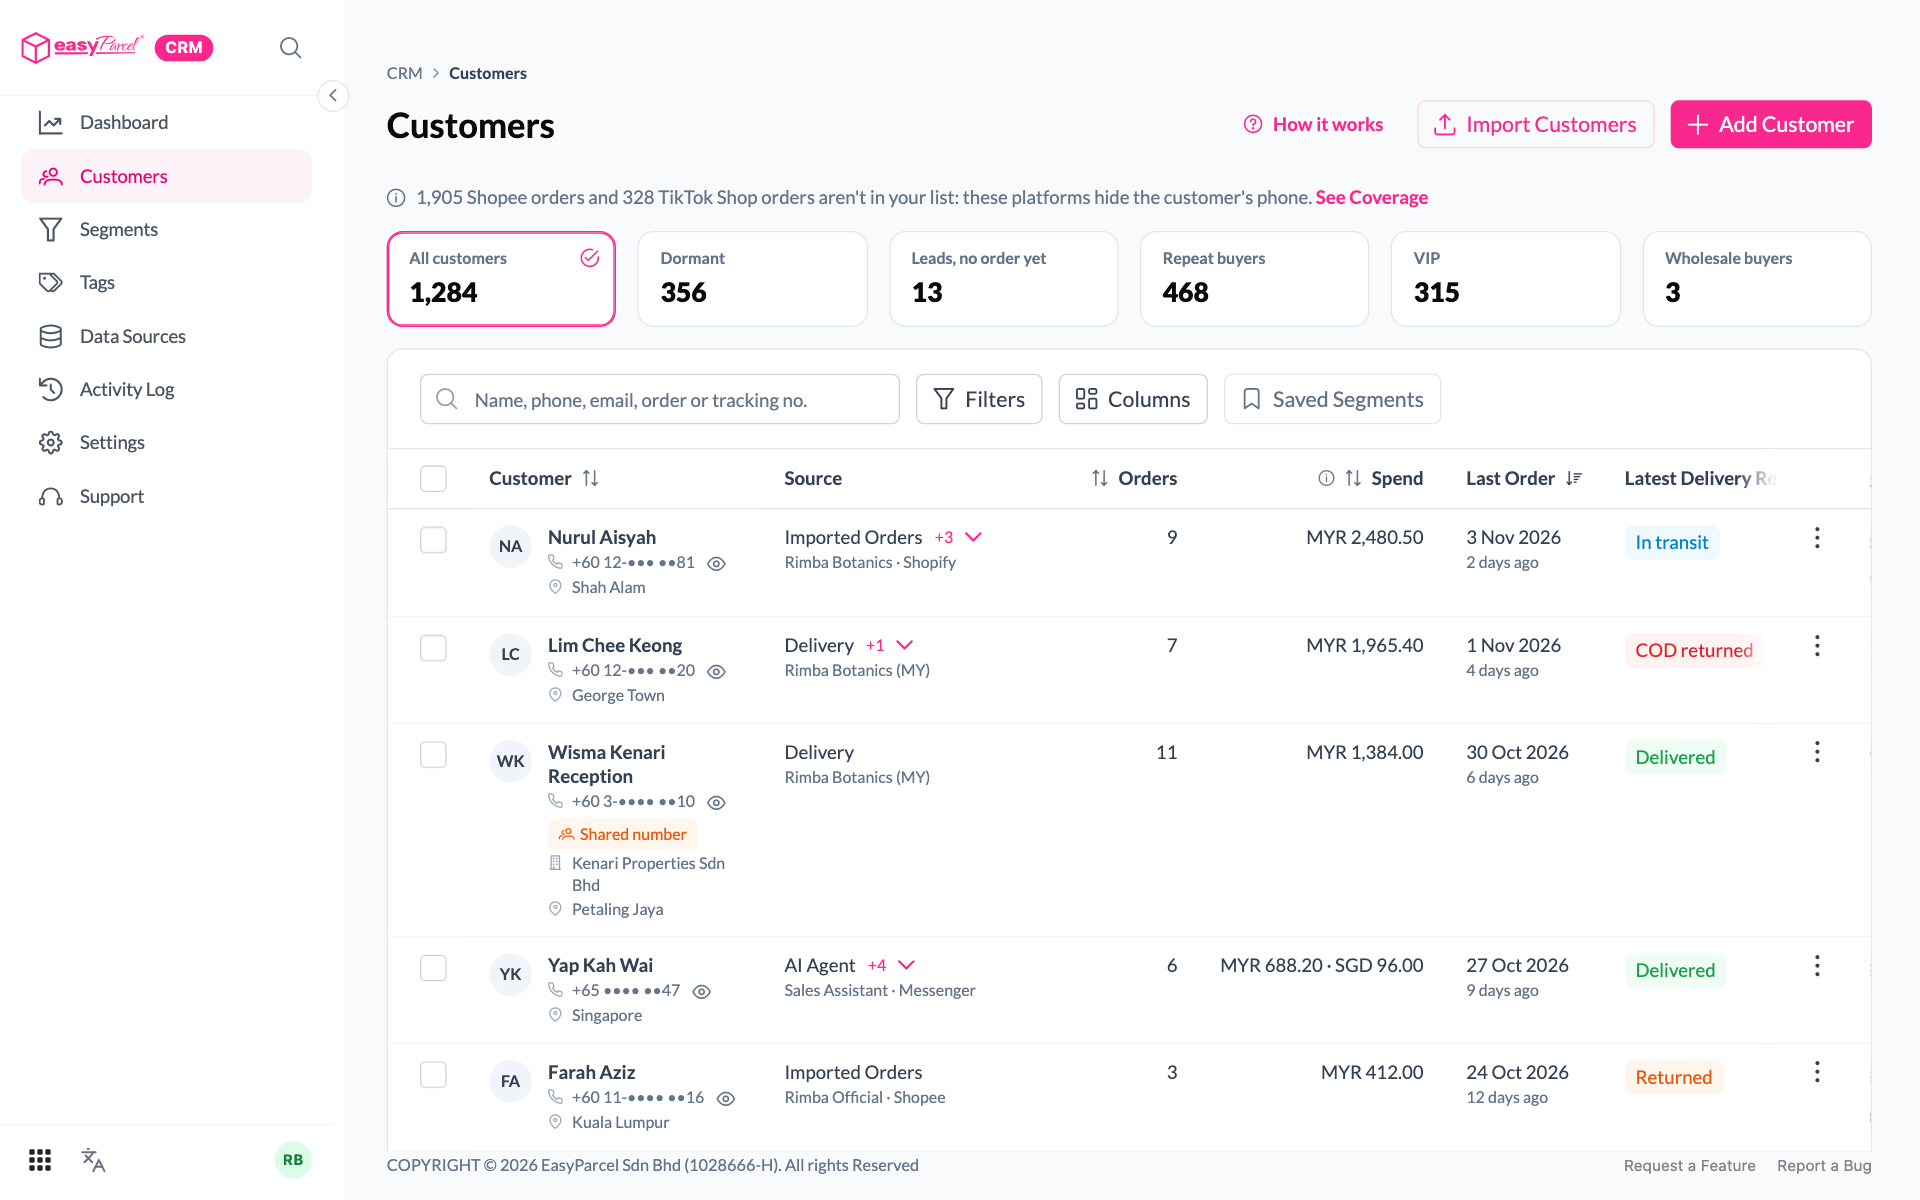 easyParcel CRM
Dashboard
Customers
Segments
Tags
Data Sources
Activity Log
Settings
Support
RB
CRM > Customers
Customers
How it works
Import Customers
Add Customer
1,905 Shopee orders and 328 TikTok Shop orders aren't in your list: these platforms hide the customer's phone. See Coverage
All customers
1,284
Dormant
356
Leads, no order yet
13
Repeat buyers
468
VIP
315
Wholesale buyers
3
Name, phone, email, order or tracking no.
Filters
Columns
Saved Segments
Customer Source Orders Spend Last Order Latest Delivery Re
NA
Nurul Aisyah
+60 12-••• ••81
Shah Alam
Imported Orders +3
Rimba Botanics · Shopify
9
MYR 2,480.50
3 Nov 2026
2 days ago
In transit
LC
Lim Chee Keong
+60 12-••• ••20
George Town
Delivery +1
Rimba Botanics (MY)
7
MYR 1,965.40
1 Nov 2026
4 days ago
COD returned
WK
Wisma Kenari
Reception
+60 3-•••• ••10
Shared number
Kenari Properties Sdn
Bhd
Petaling Jaya
Delivery
Rimba Botanics (MY)
11
MYR 1,384.00
30 Oct 2026
6 days ago
Delivered
YK
Yap Kah Wai
+65 •••• ••47
Singapore
AI Agent +4
Sales Assistant · Messenger
6
MYR 688.20 · SGD 96.00
27 Oct 2026
9 days ago
Delivered
FA
Farah Aziz
+60 11-•••• ••16
Kuala Lumpur
Imported Orders
Rimba Official · Shopee
3
MYR 412.00
24 Oct 2026
12 days ago
Returned
COPYRIGHT © 2026 EasyParcel Sdn Bhd (1028666-H). All rights Reserved
Request a Feature
Report a Bug